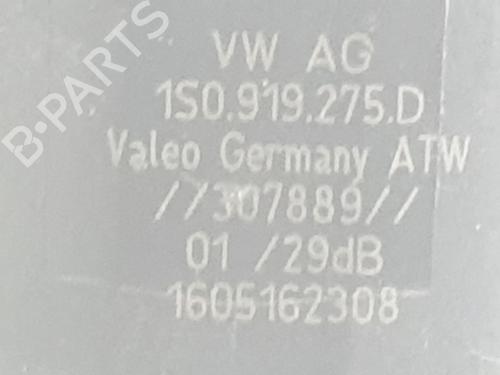 B-PARTS
VW AG
1S0.919.275.D
Valeo Germany ATW
//307889//
01 /29dB
1605162308